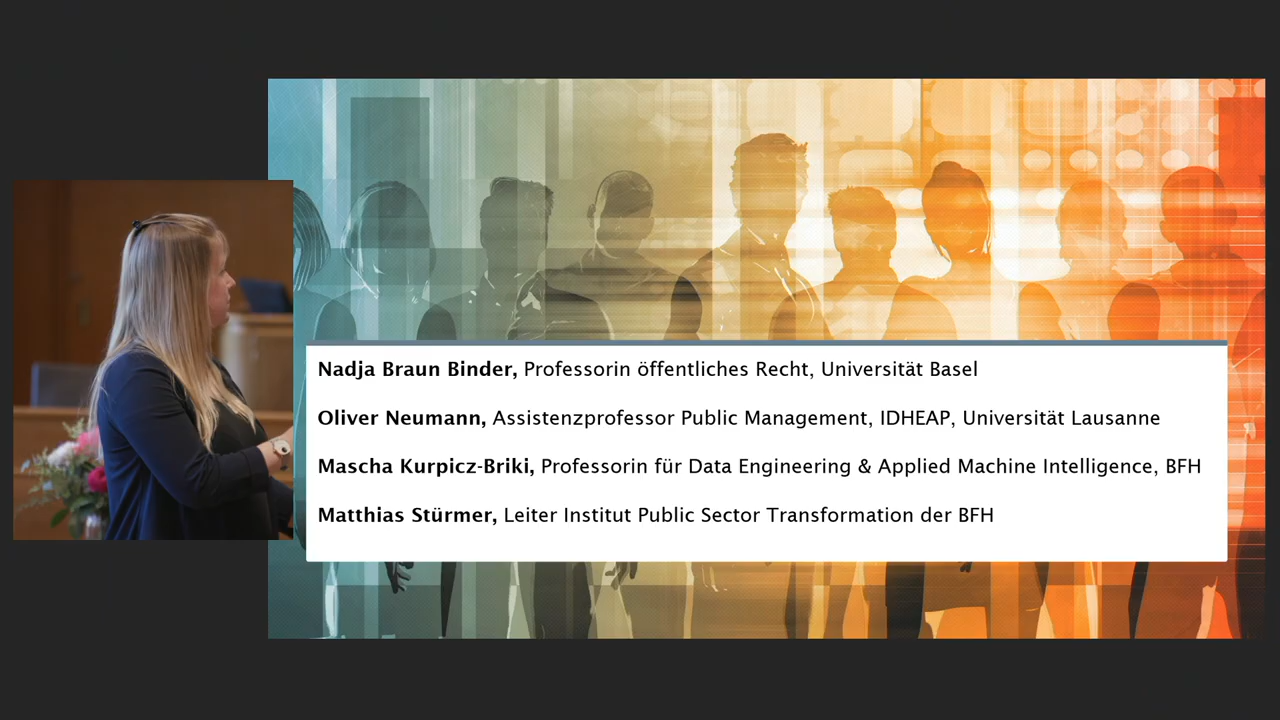 Nadja Braun Binder, Professorin öffentliches Recht, Universität Basel
Oliver Neumann, Assistenzprofessor Public Management, IDHEAP, Universität Lausanne
Mascha Kurpicz-Briki, Professorin für Data Engineering & Applied Machine Intelligence, BFH
Matthias Stürmer, Leiter Institut Public Sector Transformation der BFH